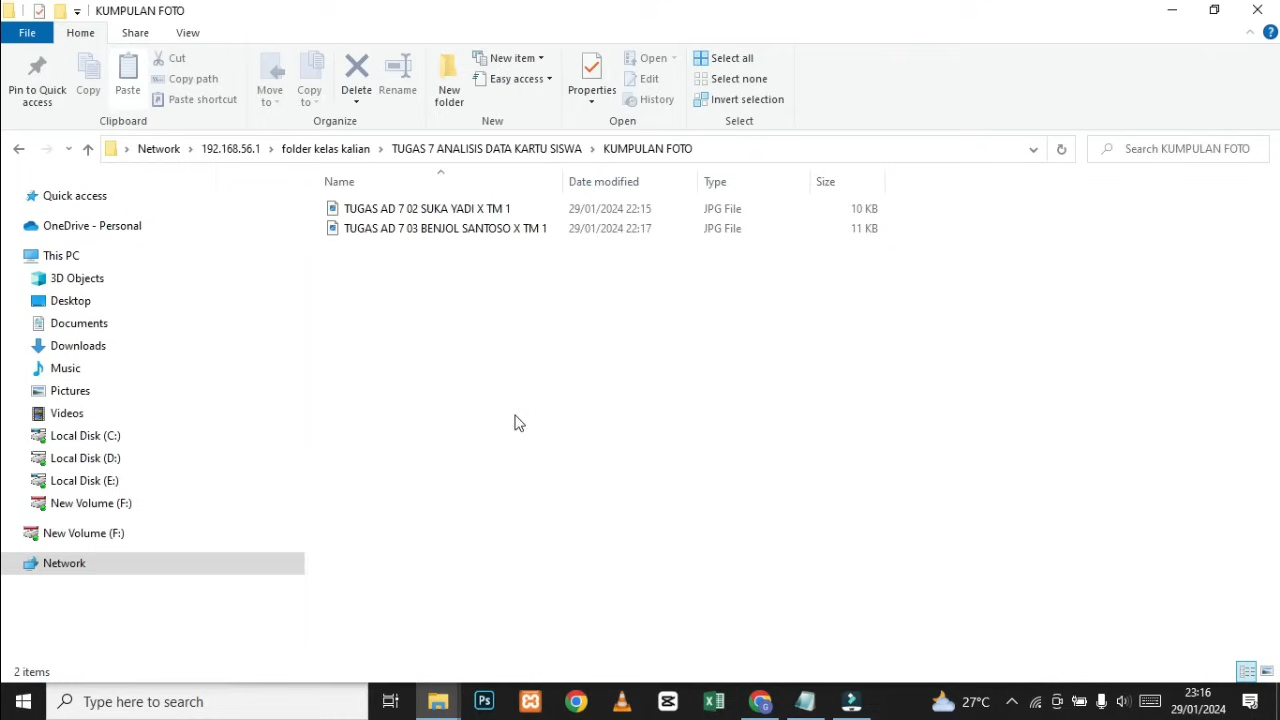 KUMPULAN FOTO
File Home Share View
Pin to Quick access
Copy
Paste
Cut
Copy path
Paste shortcut
Clipboard
Move to
Copy to
Delete
Rename
Organize
New folder
New item
Easy access
New
Properties
Open
Edit
History
Open
Select all
Select none
Invert selection
Select
Network > 192.168.56.1 > folder kelas kalian > TUGAS 7 ANALISIS DATA KARTU SISWA > KUMPULAN FOTO
Search KUMPULAN FOTO
Quick access
OneDrive - Personal
This PC
3D Objects
Desktop
Documents
Downloads
Music
Pictures
Videos
Local Disk (C:)
Local Disk (D:)
Local Disk (E:)
New Volume (F:)
New Volume (F:)
Network
Name Date modified Type Size
TUGAS AD 7 02 SUKA YADI X TM 1 29/01/2024 22:15 JPG File 10 KB
TUGAS AD 7 03 BENJOL SANTOSO X TM 1 29/01/2024 22:17 JPG File 11 KB
2 items
Type here to search
Ps
27°C
23:16
29/01/2024